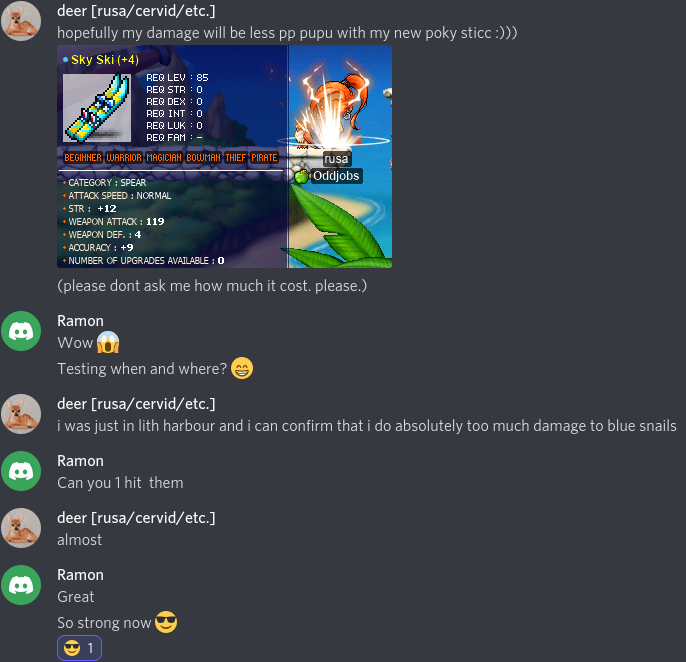 deer [rusa/cervid/etc.]
hopefully my damage will be less pp pupu with my new poky sticc :)))
Sky Ski (+4)
REQ LEV : 85
REQ STR : 0
REQ DEX : 0
REQ INT : 0
REQ LUK : 0
REQ FAM : -
BEGINNER WARRIOR MAGICIAN BOWMAN THIEF PIRATE
CATEGORY : SPEAR
ATTACK SPEED : NORMAL
STR : +12
WEAPON ATTACK : 119
WEAPON DEF. : 4
ACCURACY : +9
NUMBER OF UPGRADES AVAILABLE : 0
rusa
Oddjobs
(please dont ask me how much it cost. please.)
Ramon
Wow 😱
Testing when and where? 😁
deer [rusa/cervid/etc.]
i was just in lith harbour and i can confirm that i do absolutely too much damage to blue snails
Ramon
Can you 1 hit  them
deer [rusa/cervid/etc.]
almost
Ramon
Great
So strong now 😎
😎 1